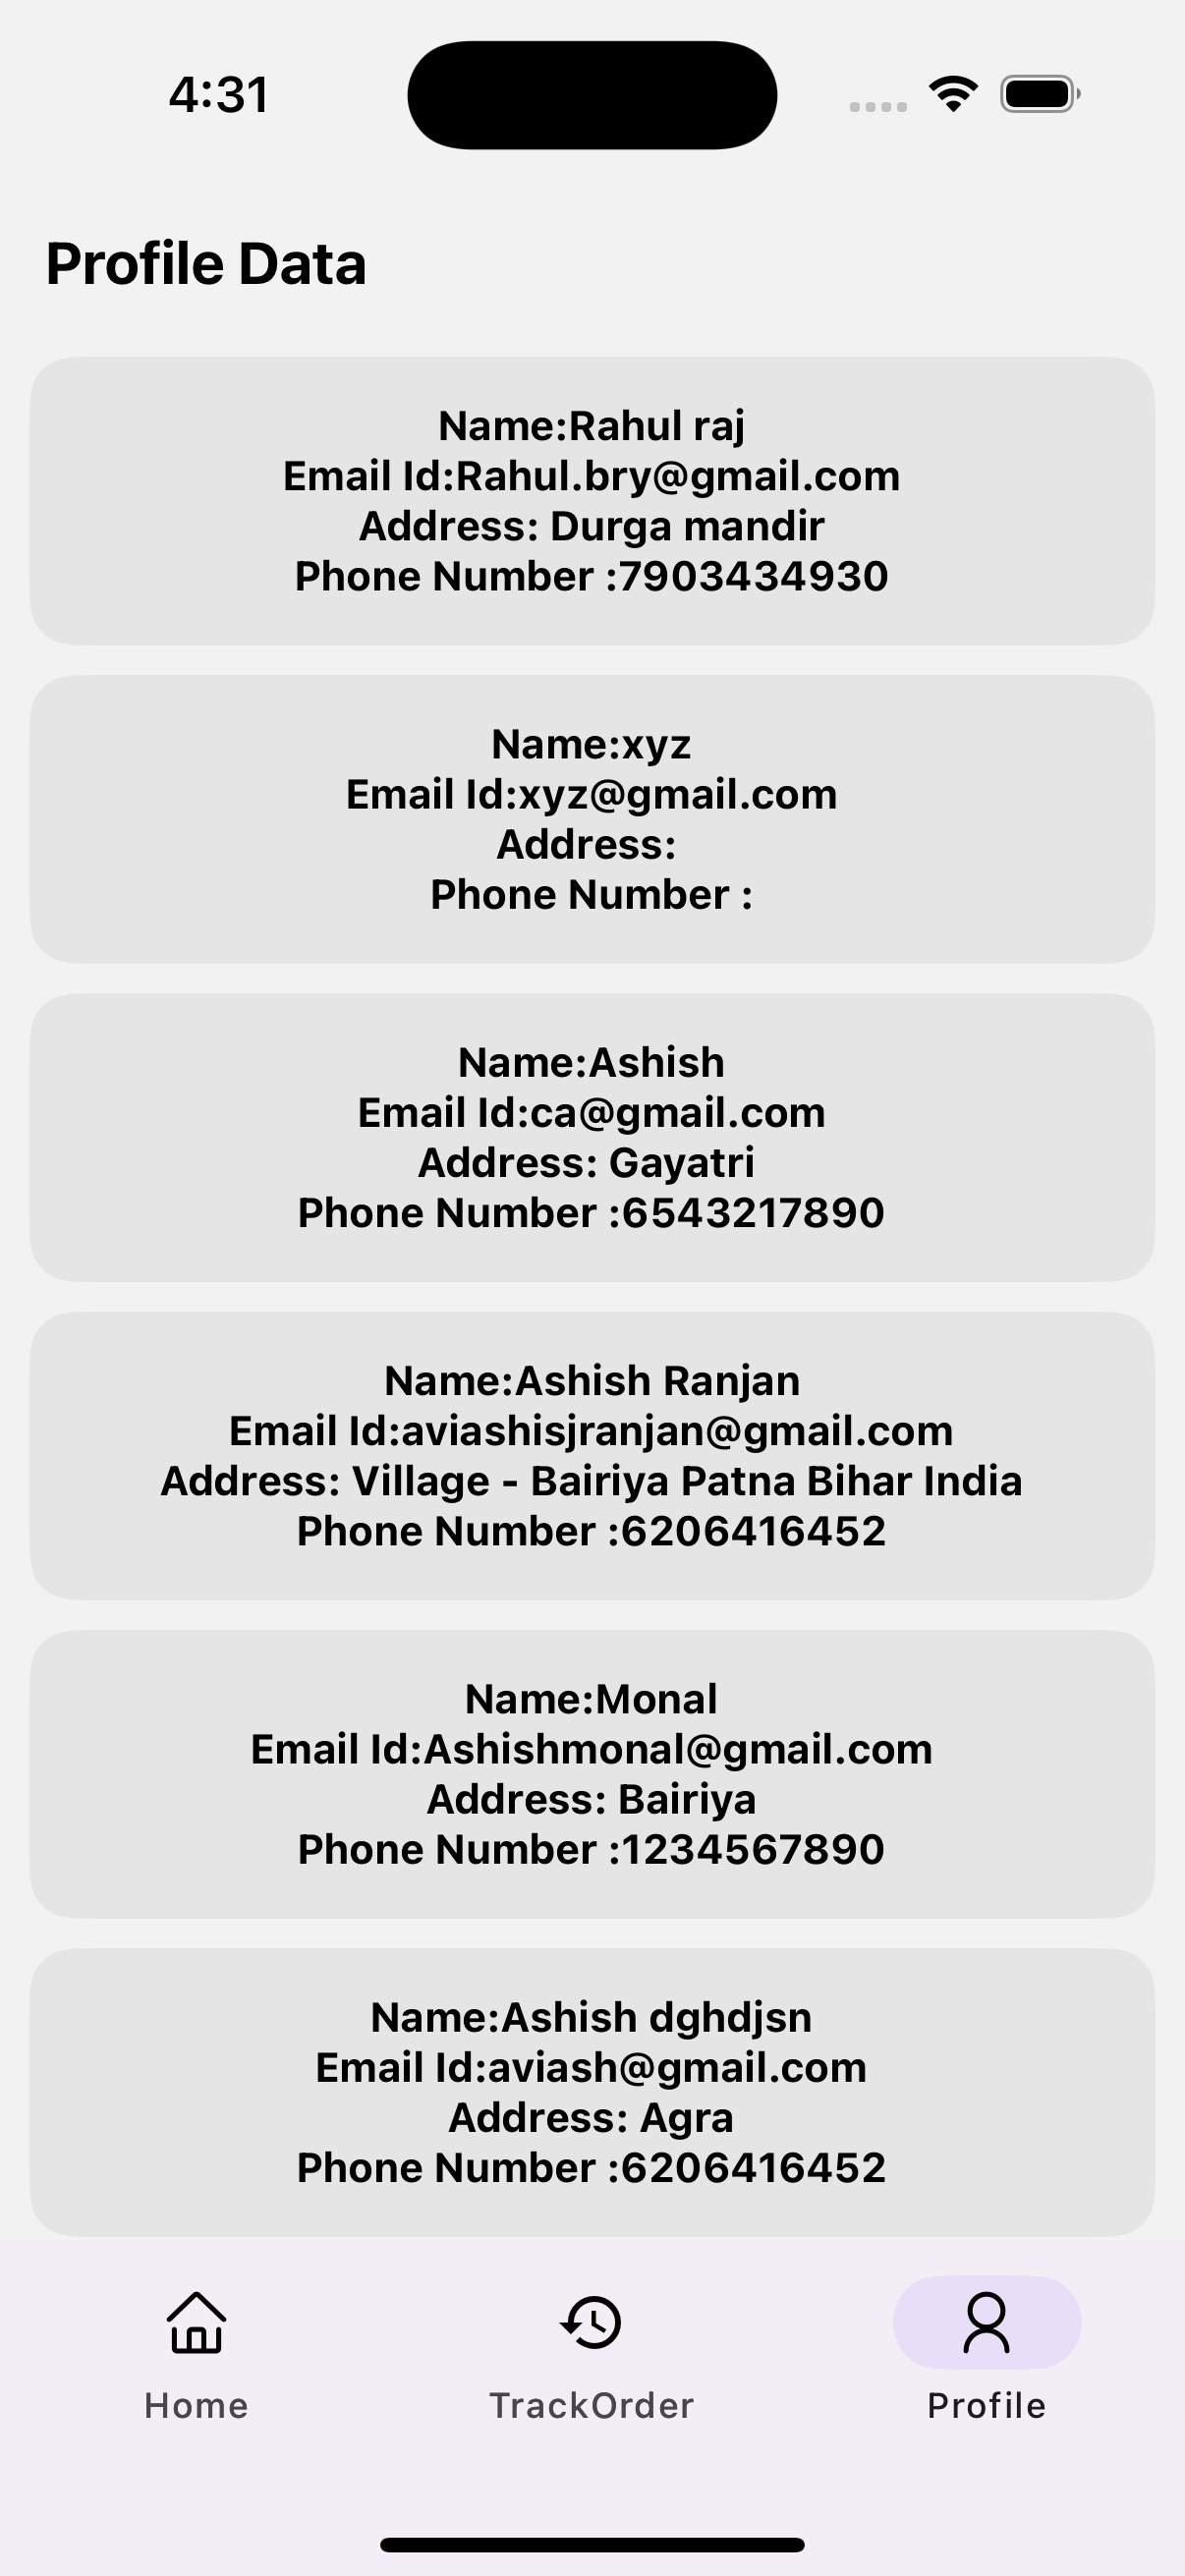 4:31
Profile Data
Name:Rahul raj
Email Id:Rahul.bry@gmail.com
Address: Durga mandir
Phone Number :7903434930
Name:xyz
Email Id:xyz@gmail.com
Address:
Phone Number :
Name:Ashish
Email Id:ca@gmail.com
Address: Gayatri
Phone Number :6543217890
Name:Ashish Ranjan
Email Id:aviashisjranjan@gmail.com
Address: Village - Bairiya Patna Bihar India
Phone Number :6206416452
Name:Monal
Email Id:Ashishmonal@gmail.com
Address: Bairiya
Phone Number :1234567890
Name:Ashish dghdjsn
Email Id:aviash@gmail.com
Address: Agra
Phone Number :6206416452
Home TrackOrder Profile